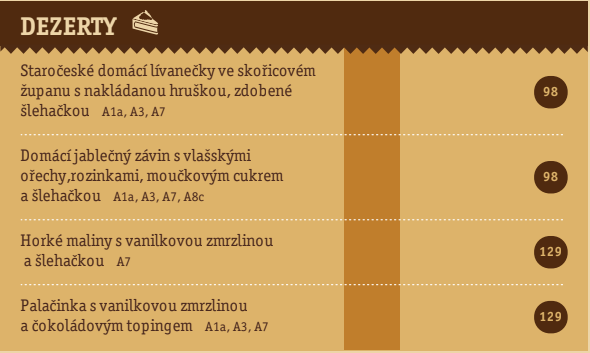 DEZERTY
Staročeské domácí lívanečky ve skořicovém
županu s nakládanou hruškou, zdobené
šlehačkou A1a, A3, A7
98
Domácí jablečný závin s vlašskými
ořechy,rozinkami, moučkovým cukrem
a šlehačkou A1a, A3, A7, A8c
98
Horké maliny s vanilkovou zmrzlinou
a šlehačkou A7
129
Palačinka s vanilkovou zmrzlinou
a čokoládovým topingem A1a, A3, A7
129